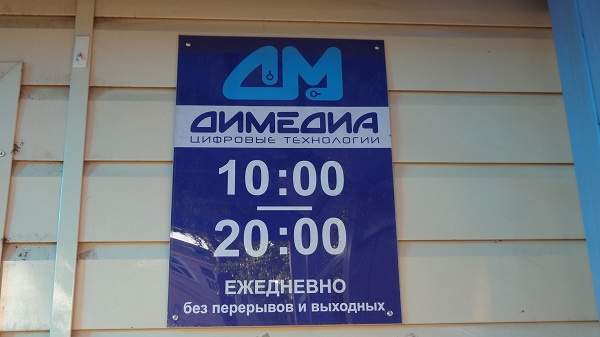 ДМ
ДИМЕДИА
ЦИФРОВЫЕ ТЕХНОЛОГИИ
10:00
20:00
ЕЖЕДНЕВНО
без перерывов и выходных